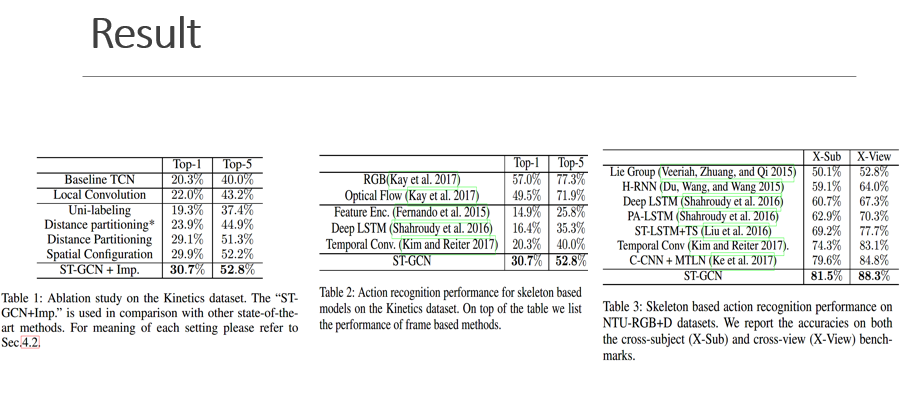 Result
Top-1 Top-5
Baseline TCN 20.3% 40.0%
Local Convolution 22.0% 43.2%
Uni-labeling 19.3% 37.4%
Distance partitioning* 23.9% 44.9%
Distance Partitioning 29.1% 51.3%
Spatial Configuration 29.9% 52.2%
ST-GCN + Imp. 30.7% 52.8%
Table 1: Ablation study on the Kinetics dataset. The “ST-
GCN+Imp.” is used in comparison with other state-of-the-
art methods. For meaning of each setting please refer to
Sec.4.2.
Top-1 Top-5
RGB(Kay et al. 2017) 57.0% 77.3%
Optical Flow (Kay et al. 2017) 49.5% 71.9%
Feature Enc. (Fernando et al. 2015) 14.9% 25.8%
Deep LSTM (Shahroudy et al. 2016) 16.4% 35.3%
Temporal Conv. (Kim and Reiter 2017) 20.3% 40.0%
ST-GCN 30.7% 52.8%
Table 2: Action recognition performance for skeleton based
models on the Kinetics dataset. On top of the table we list
the performance of frame based methods.
X-Sub X-View
Lie Group (Veeriah, Zhuang, and Qi 2015) 50.1% 52.8%
H-RNN (Du, Wang, and Wang 2015) 59.1% 64.0%
Deep LSTM (Shahroudy et al. 2016) 60.7% 67.3%
PA-LSTM (Shahroudy et al. 2016) 62.9% 70.3%
ST-LSTM+TS (Liu et al. 2016) 69.2% 77.7%
Temporal Conv (Kim and Reiter 2017). 74.3% 83.1%
C-CNN + MTLN (Ke et al. 2017) 79.6% 84.8%
ST-GCN 81.5% 88.3%
Table 3: Skeleton based action recognition performance on
NTU-RGB+D datasets. We report the accuracies on both
the cross-subject (X-Sub) and cross-view (X-View) bench-
marks.